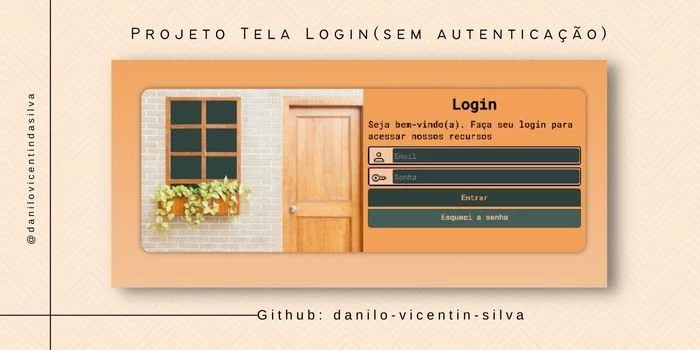 Projeto Tela Login(sem autenticação)
@danilovicentindasilva
Login
Seja bem-vindo(a). Faça seu login para
acessar nossos recursos
Email
Senha
Entrar
Esqueci a senha
Github: danilo-vicentin-silva